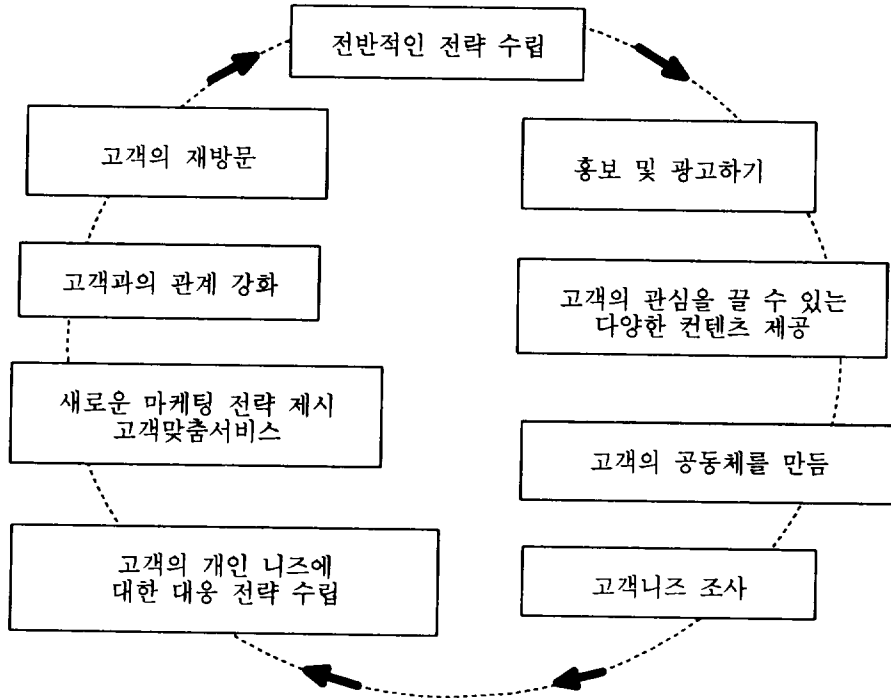 전반적인 전략 수립
홍보 및 광고하기
고객의 관심을 끌 수 있는
다양한 컨텐츠 제공
고객의 공동체를 만듬
고객니즈 조사
고객의 개인 니즈에
대한 대응 전략 수립
새로운 마케팅 전략 제시
고객맞춤서비스
고객과의 관계 강화
고객의 재방문